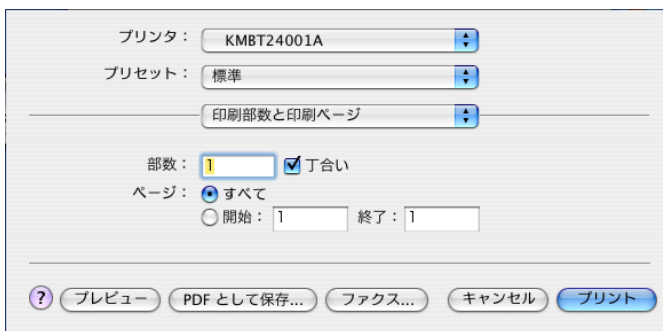 プリンタ： KMBT24001A
プリセット： 標準
印刷部数と印刷ページ
部数： 1 丁合い
ページ： すべて
開始： 1 終了： 1
? プレビュー PDF として保存... ファクス... キャンセル プリント